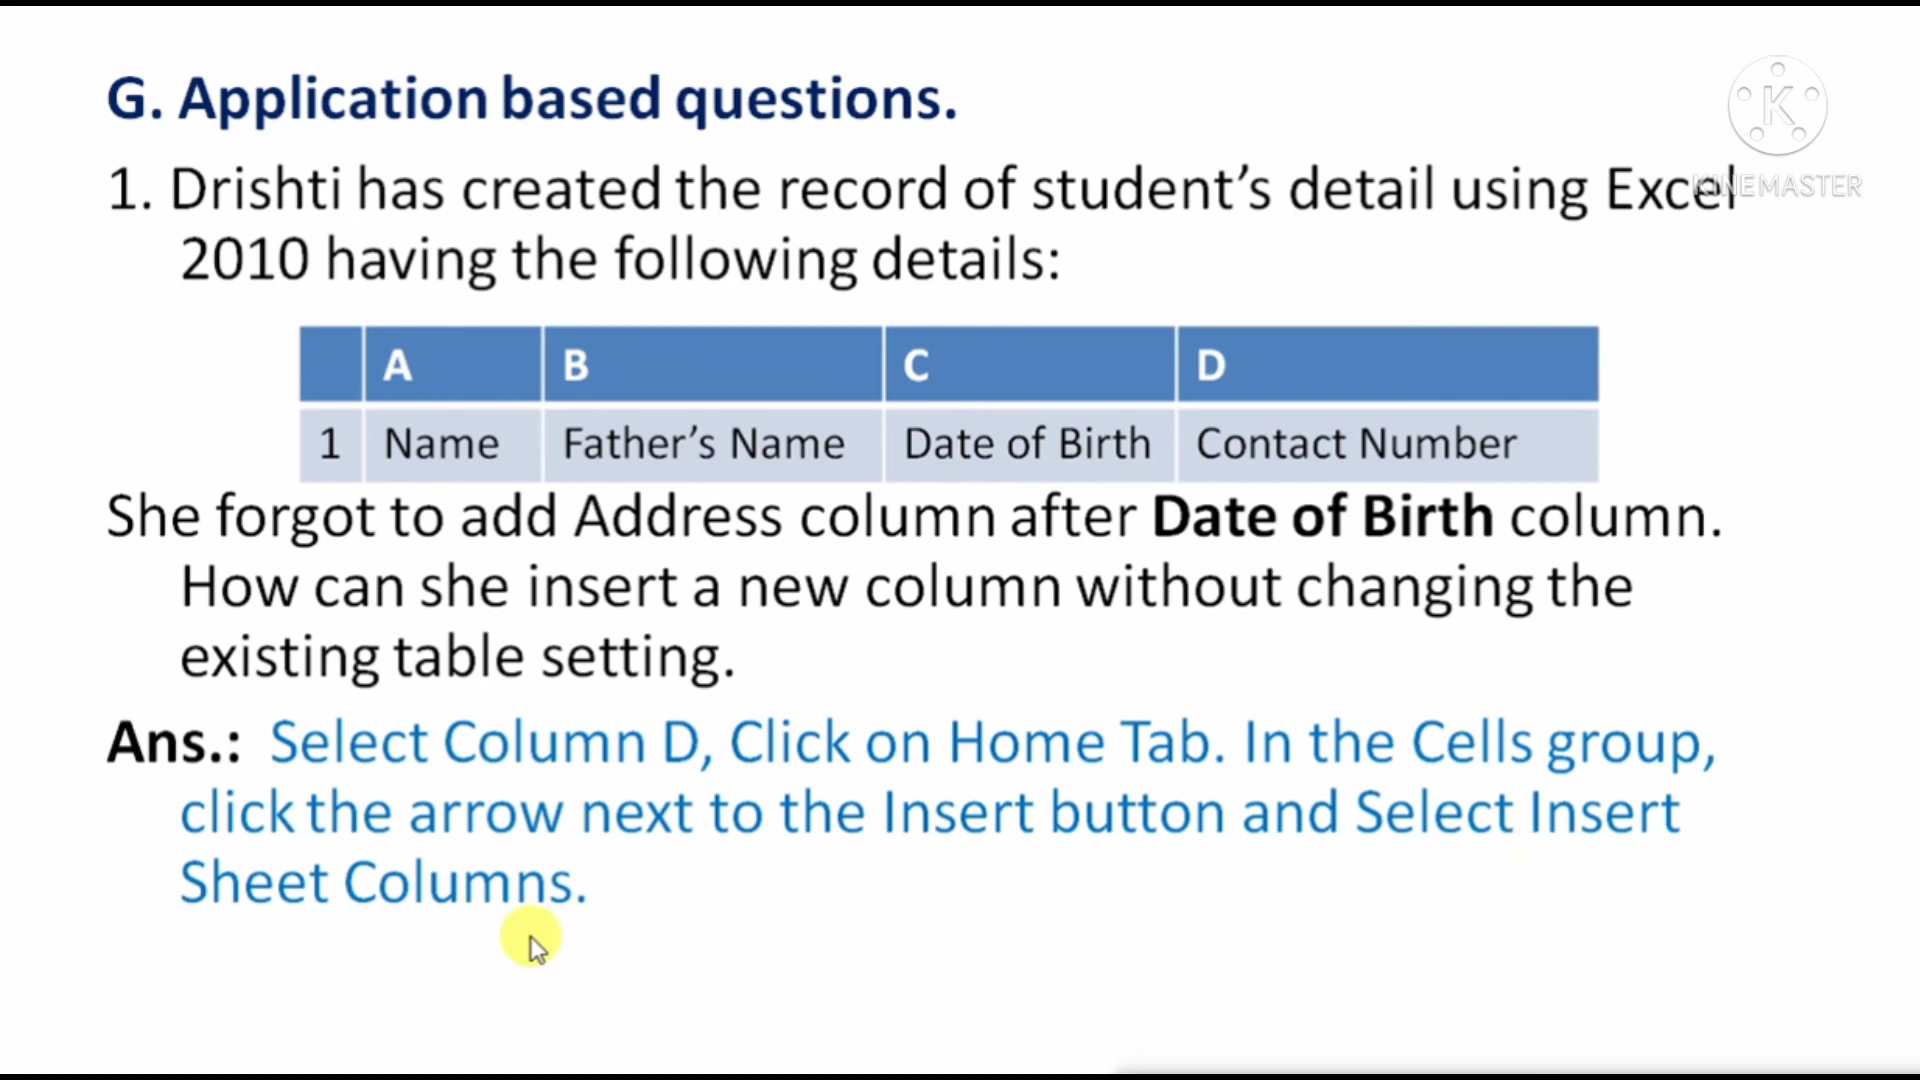 G. Application based questions.
K
KINEMASTER
1. Drishti has created the record of student’s detail using Excel
2010 having the following details:
A B C D
1 Name Father’s Name Date of Birth Contact Number
She forgot to add Address column after Date of Birth column.
How can she insert a new column without changing the
existing table setting.
Ans.: Select Column D, Click on Home Tab. In the Cells group,
click the arrow next to the Insert button and Select Insert
Sheet Columns.